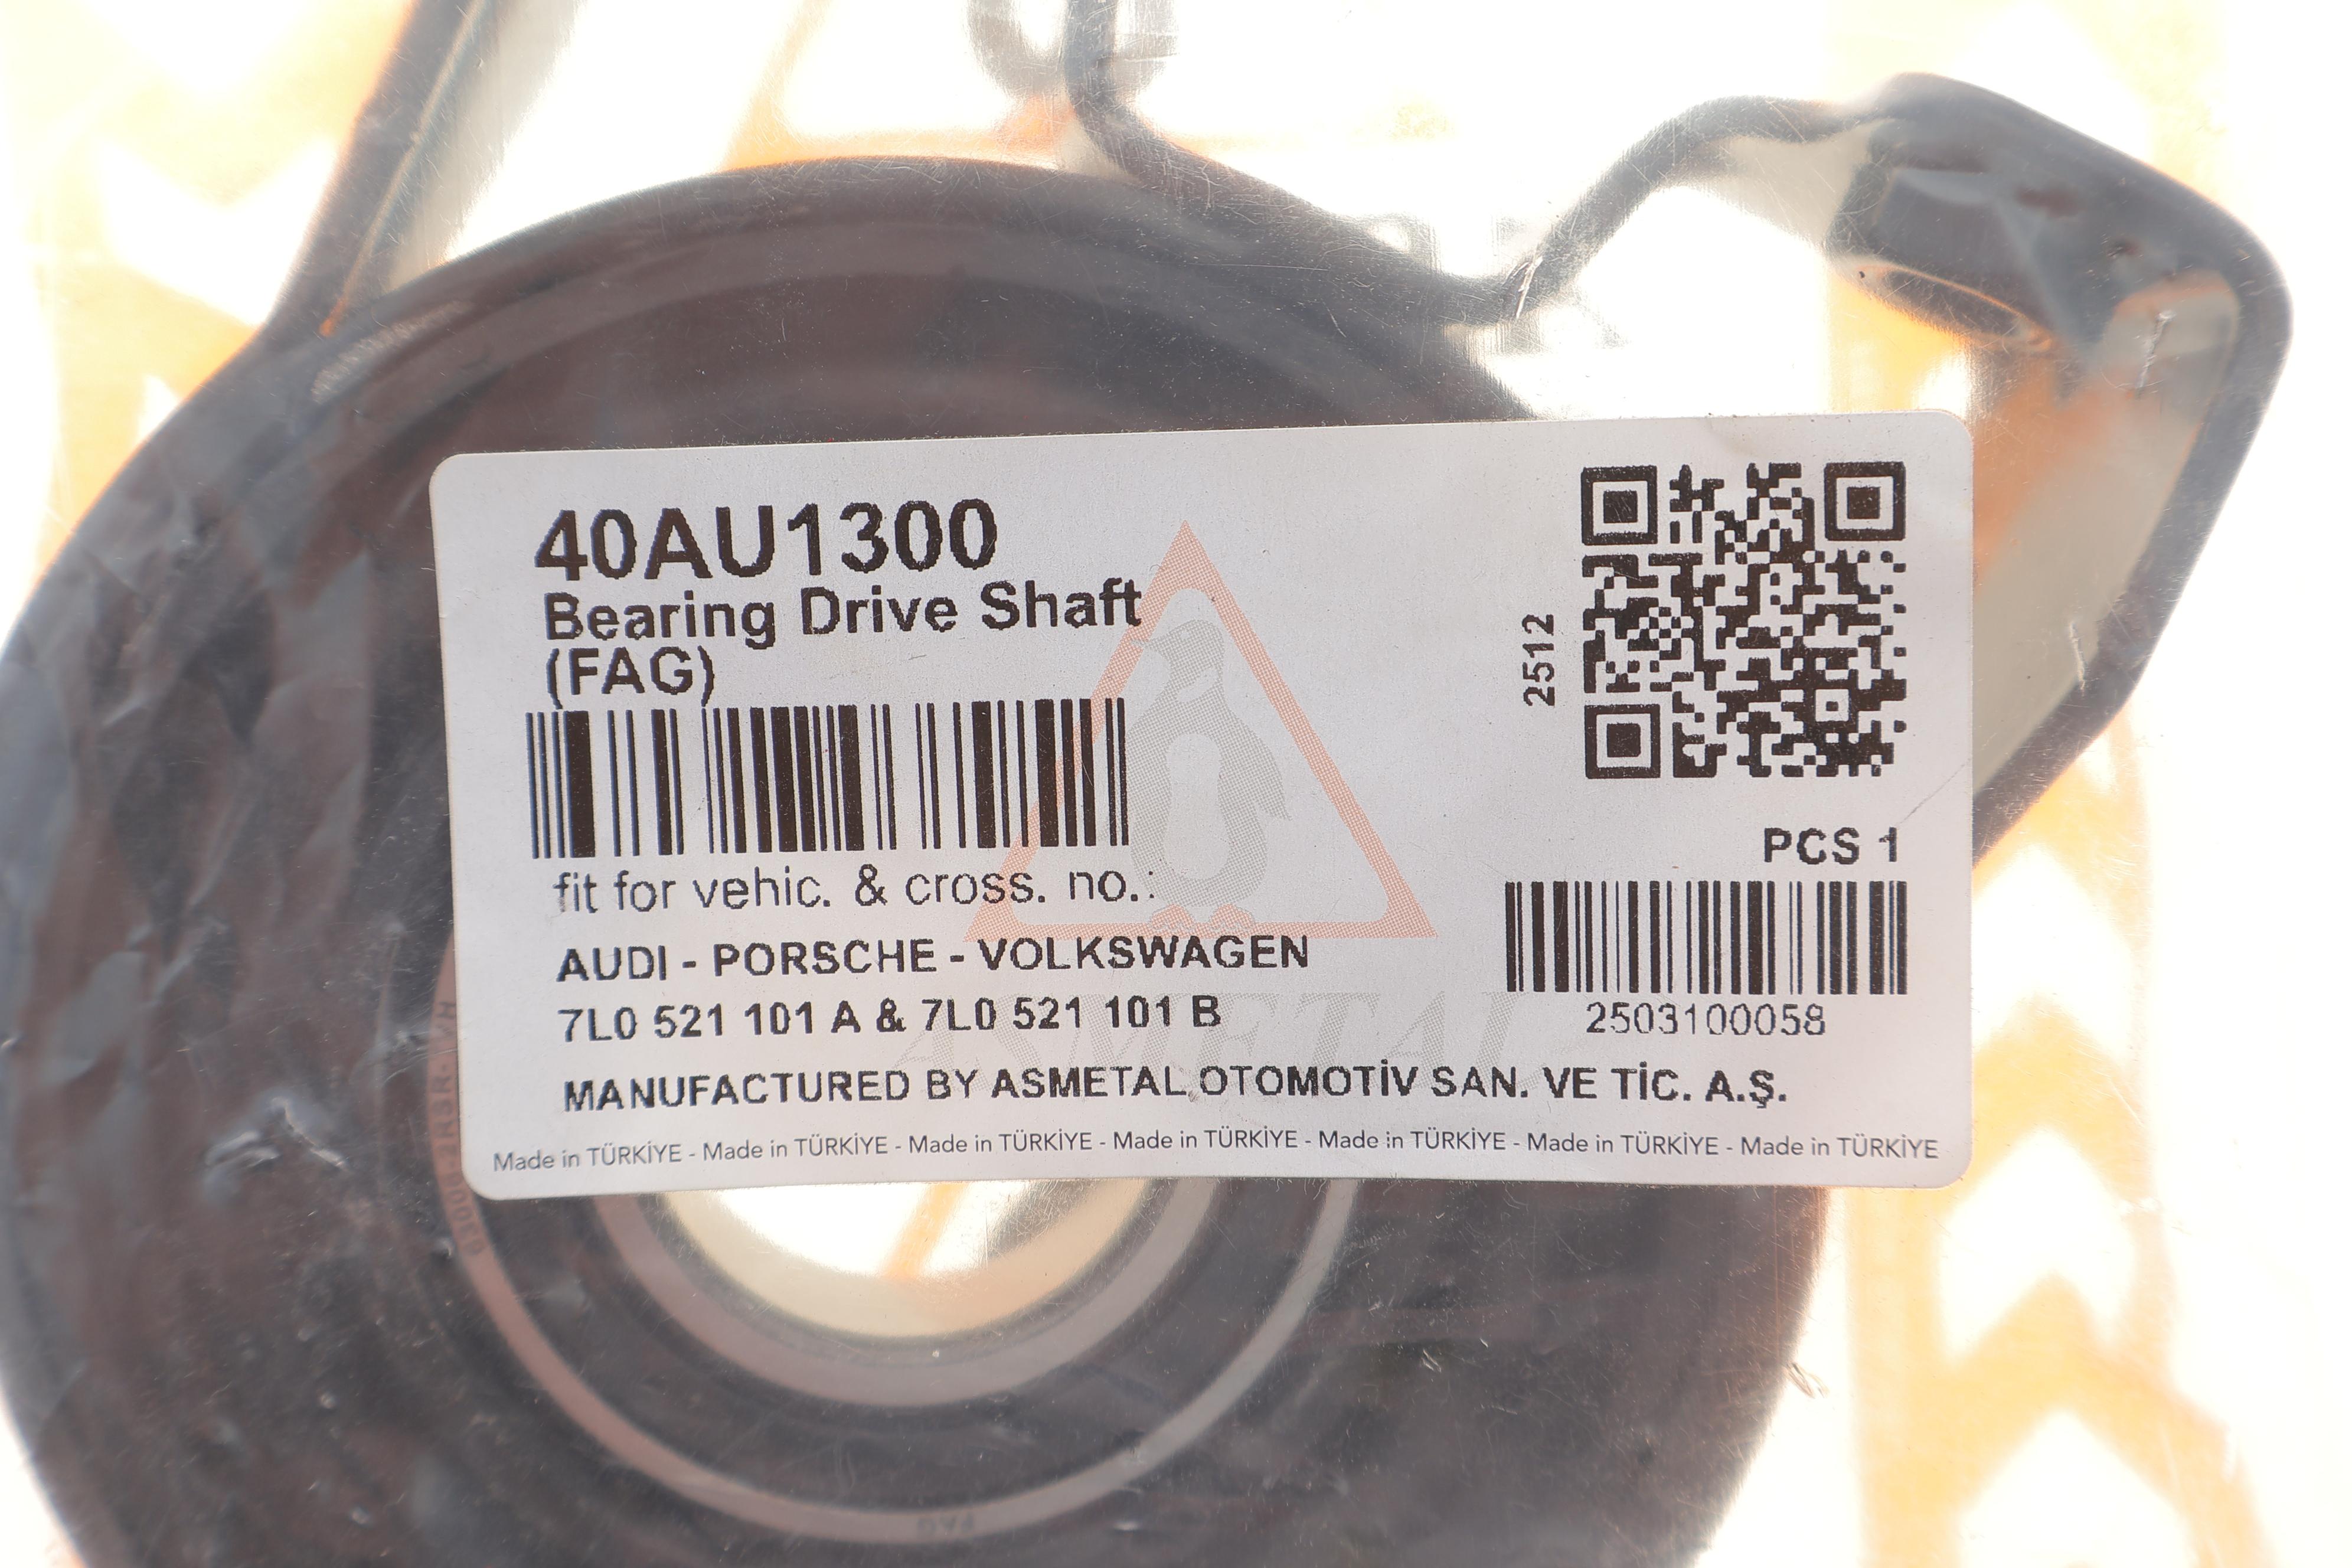 40AU1300
Bearing Drive Shaft
(FAG)
2512
fit for vehic. & cross. no.:
PCS 1
AUDI - PORSCHE - VOLKSWAGEN
7L0 521 101 A & 7L0 521 101 B
2503100058
ASMETAL
MANUFACTURED BY ASMETAL OTOMOTİV SAN. VE TİC. A.Ş.
Made in TÜRKİYE - Made in TÜRKİYE - Made in TÜRKİYE - Made in TÜRKİYE - Made in TÜRKİYE - Made in TÜRKİYE - Made in TÜRKİYE
FAG